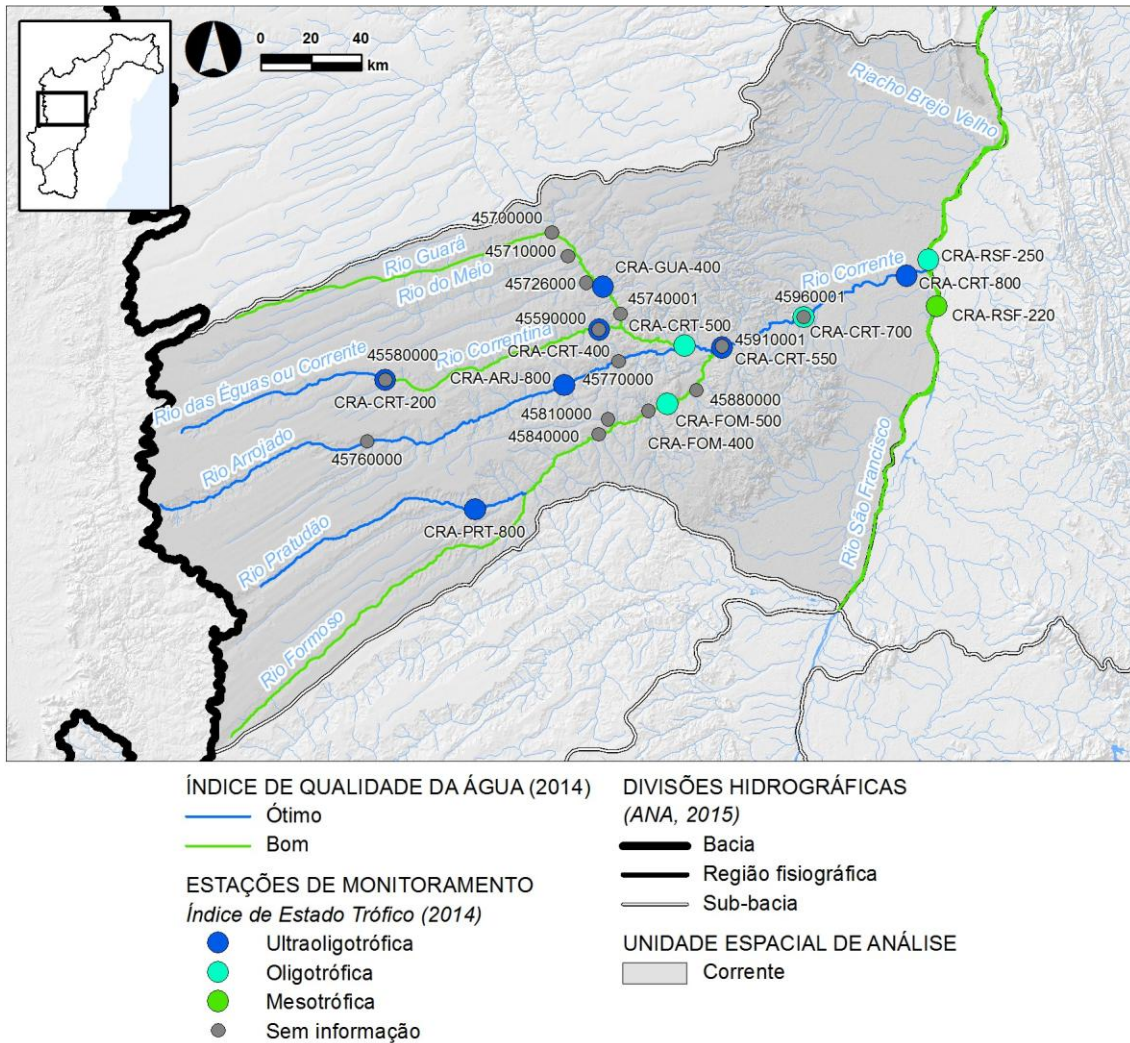 0 20 40
km
Riacho Brejo Velho
45700000
Rio Guará
45710000
Rio do Meio
CRA-GUA-400
45726000
Rio Corrente
CRA-RSF-250
CRA-CRT-800
CRA-RSF-220
45740001
45960001
45590000
CRA-CRT-500
CRA-CRT-700
Rio Correntina
CRA-CRT-400
45910001
CRA-CRT-550
45580000
Rio das Éguas ou Corrente
CRA-CRT-200
CRA-ARJ-800
45770000
45880000
45810000
CRA-FOM-500
45840000
CRA-FOM-400
Rio Arrojado
45760000
Rio São Francisco
Rio Pratudão
CRA-PRT-800
Rio Formoso
ÍNDICE DE QUALIDADE DA ÁGUA (2014)
Ótimo
Bom
ESTAÇÕES DE MONITORAMENTO
Índice de Estado Trófico (2014)
Ultraoligotrófica
Oligotrófica
Mesotrófica
Sem informação
DIVISÕES HIDROGRÁFICAS
(ANA, 2015)
Bacia
Região fisiográfica
Sub-bacia
UNIDADE ESPACIAL DE ANÁLISE
Corrente